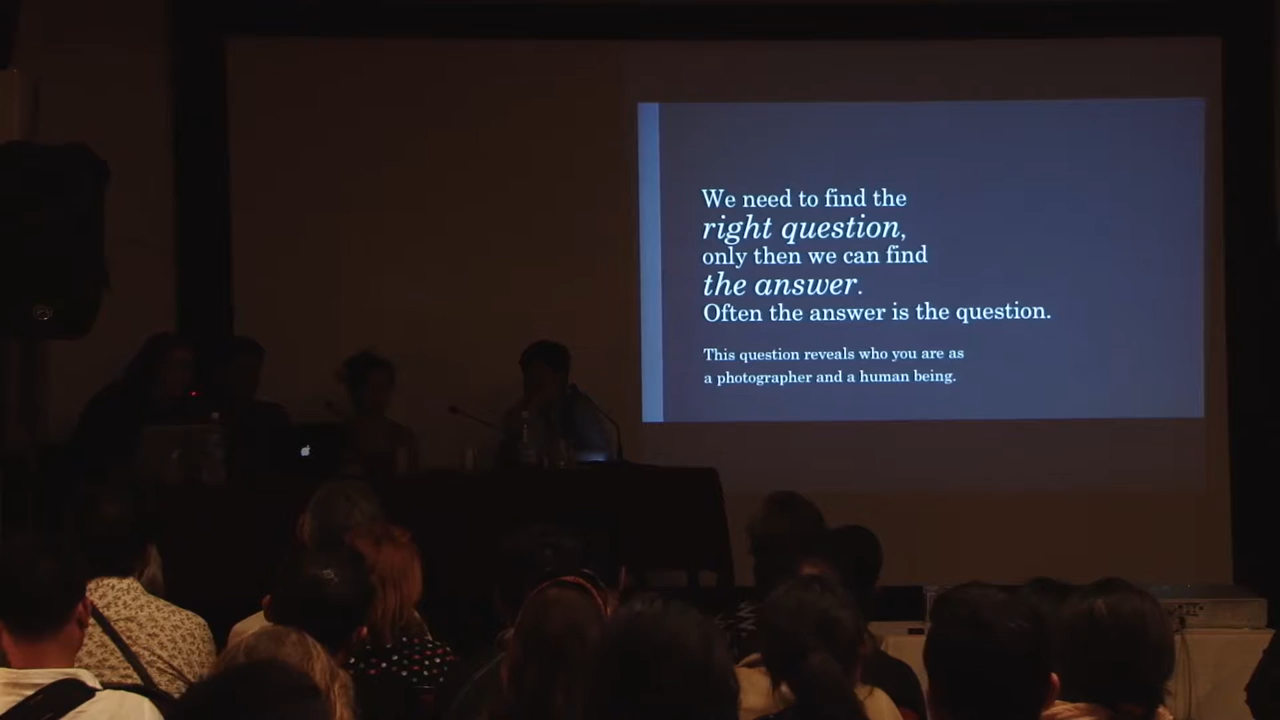 We need to find the
right question,
only then we can find
the answer.
Often the answer is the question.
This question reveals who you are as
a photographer and a human being.